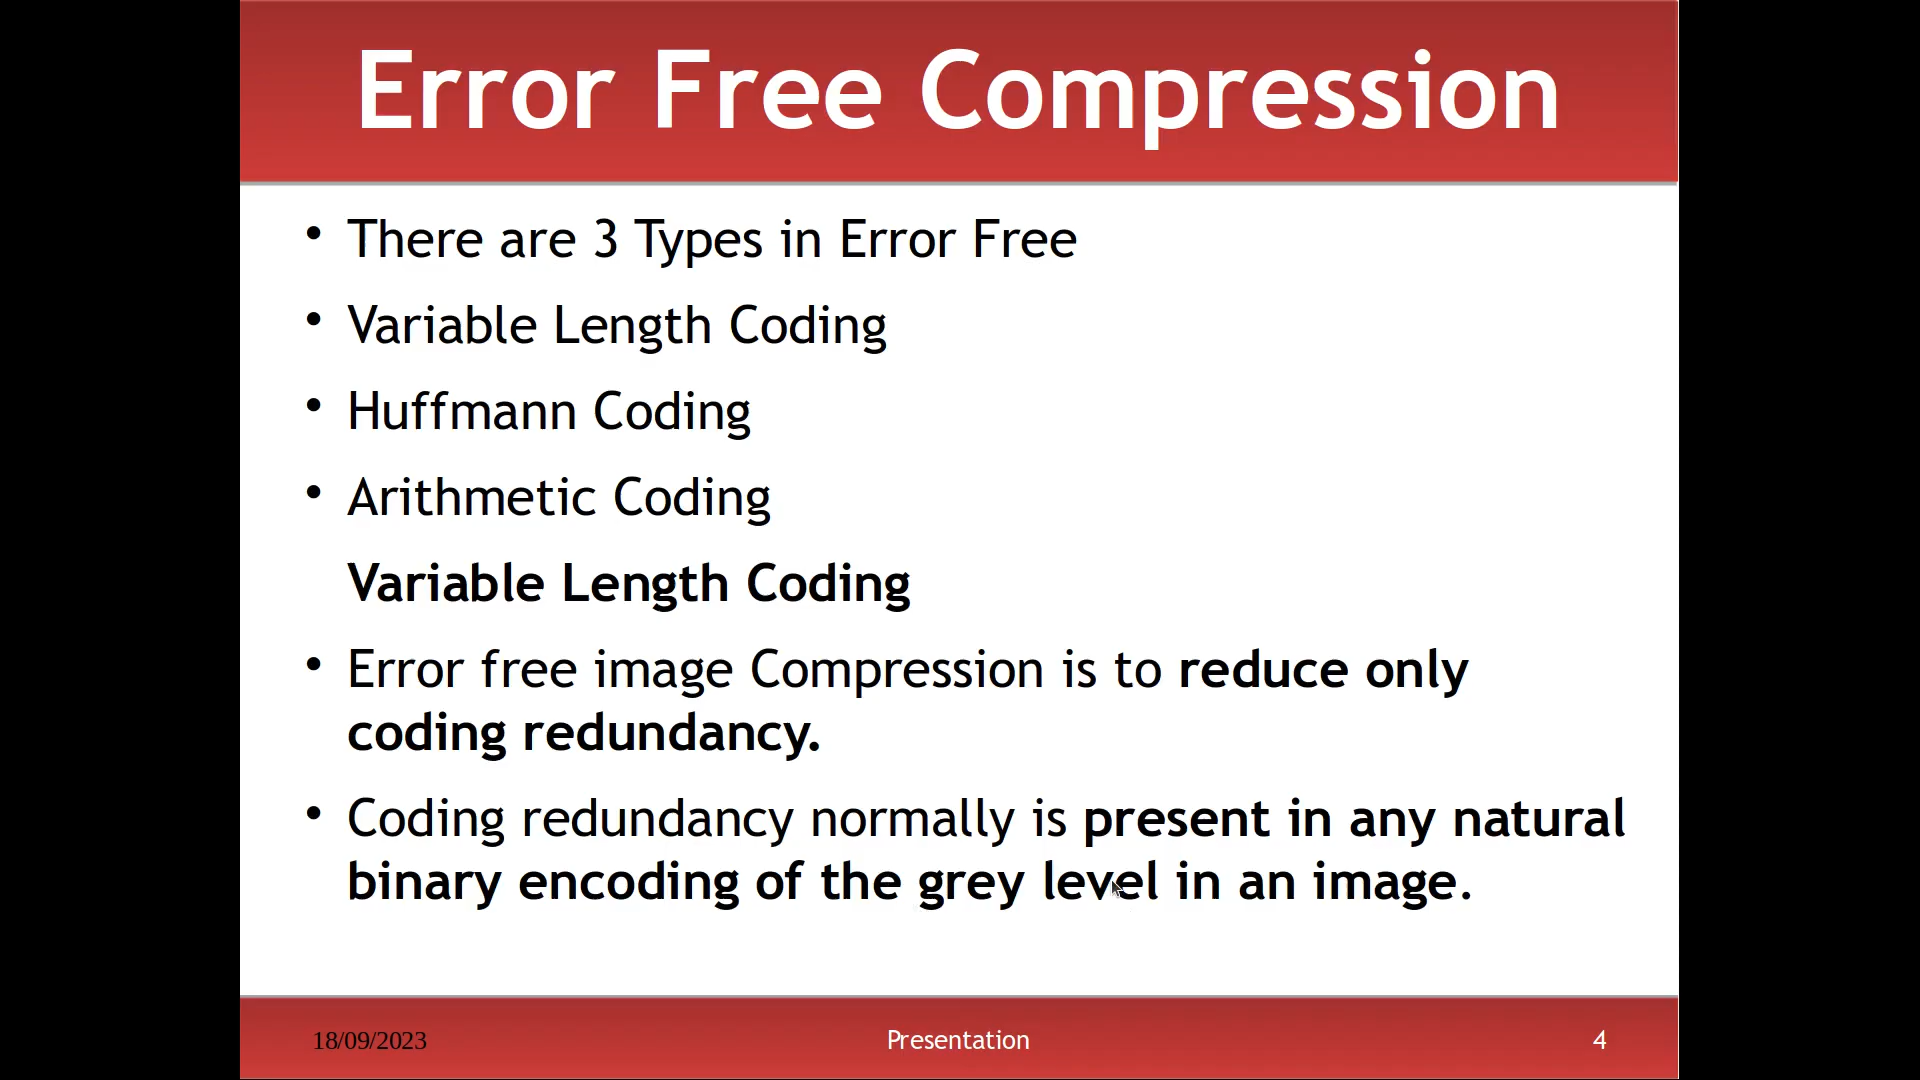 Error Free Compression
• There are 3 Types in Error Free
• Variable Length Coding
• Huffmann Coding
• Arithmetic Coding
Variable Length Coding
• Error free image Compression is to reduce only
coding redundancy.
• Coding redundancy normally is present in any natural
binary encoding of the grey level in an image.
18/09/2023
Presentation
4